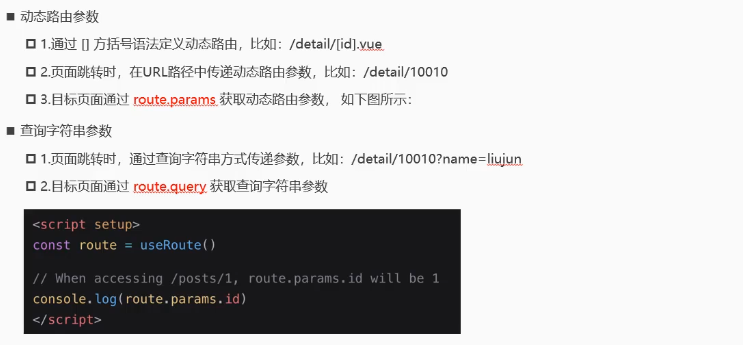 ■ 动态路由参数
1.通过 [] 方括号语法定义动态路由，比如：/detail/[id].vue
2.页面跳转时，在URL路径中传递动态路由参数，比如：/detail/10010
3.目标页面通过 route.params 获取动态路由参数， 如下图所示：
■ 查询字符串参数
1.页面跳转时，通过查询字符串方式传递参数，比如：/detail/10010?name=liujun
2.目标页面通过 route.query 获取查询字符串参数
<script setup>
const route = useRoute()
// When accessing /posts/1, route.params.id will be 1
console.log(route.params.id)
</script>